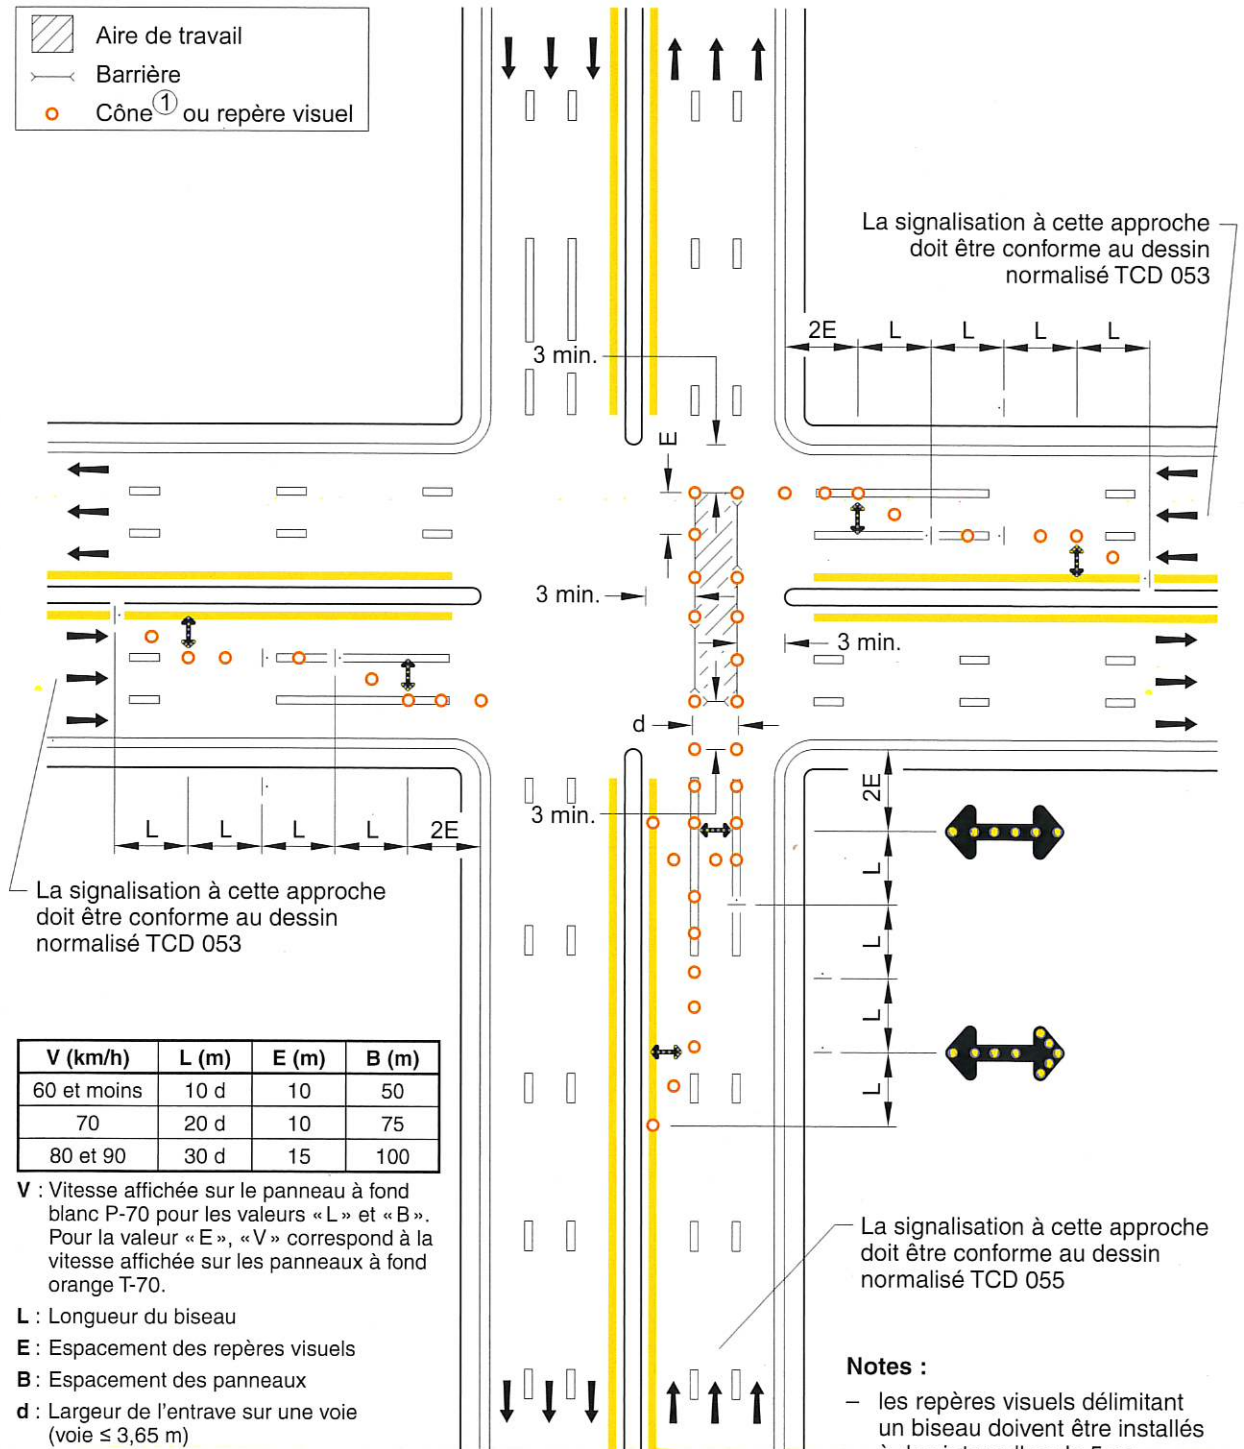 Aire de travail
Barrière
Cône① ou repère visuel
La signalisation à cette approche
doit être conforme au dessin
normalisé TCD 053
2E L L L L
3 min.
E
3 min.
3 min.
d
3 min.
L L L L 2E
2E
L
L
L
L
La signalisation à cette approche
doit être conforme au dessin
normalisé TCD 053
V (km/h) L (m) E (m) B (m)
60 et moins 10 d 10 50
70 20 d 10 75
80 et 90 30 d 15 100
V : Vitesse affichée sur le panneau à fond
blanc P-70 pour les valeurs « L » et « B ».
Pour la valeur « E », « V » correspond à la
vitesse affichée sur les panneaux à fond
orange T-70.
L : Longueur du biseau
E : Espacement des repères visuels
B : Espacement des panneaux
d : Largeur de l'entrave sur une voie
(voie ≤ 3,65 m)
La signalisation à cette approche
doit être conforme au dessin
normalisé TCD 055
Notes :
– les repères visuels délimitant
un biseau doivent être installés